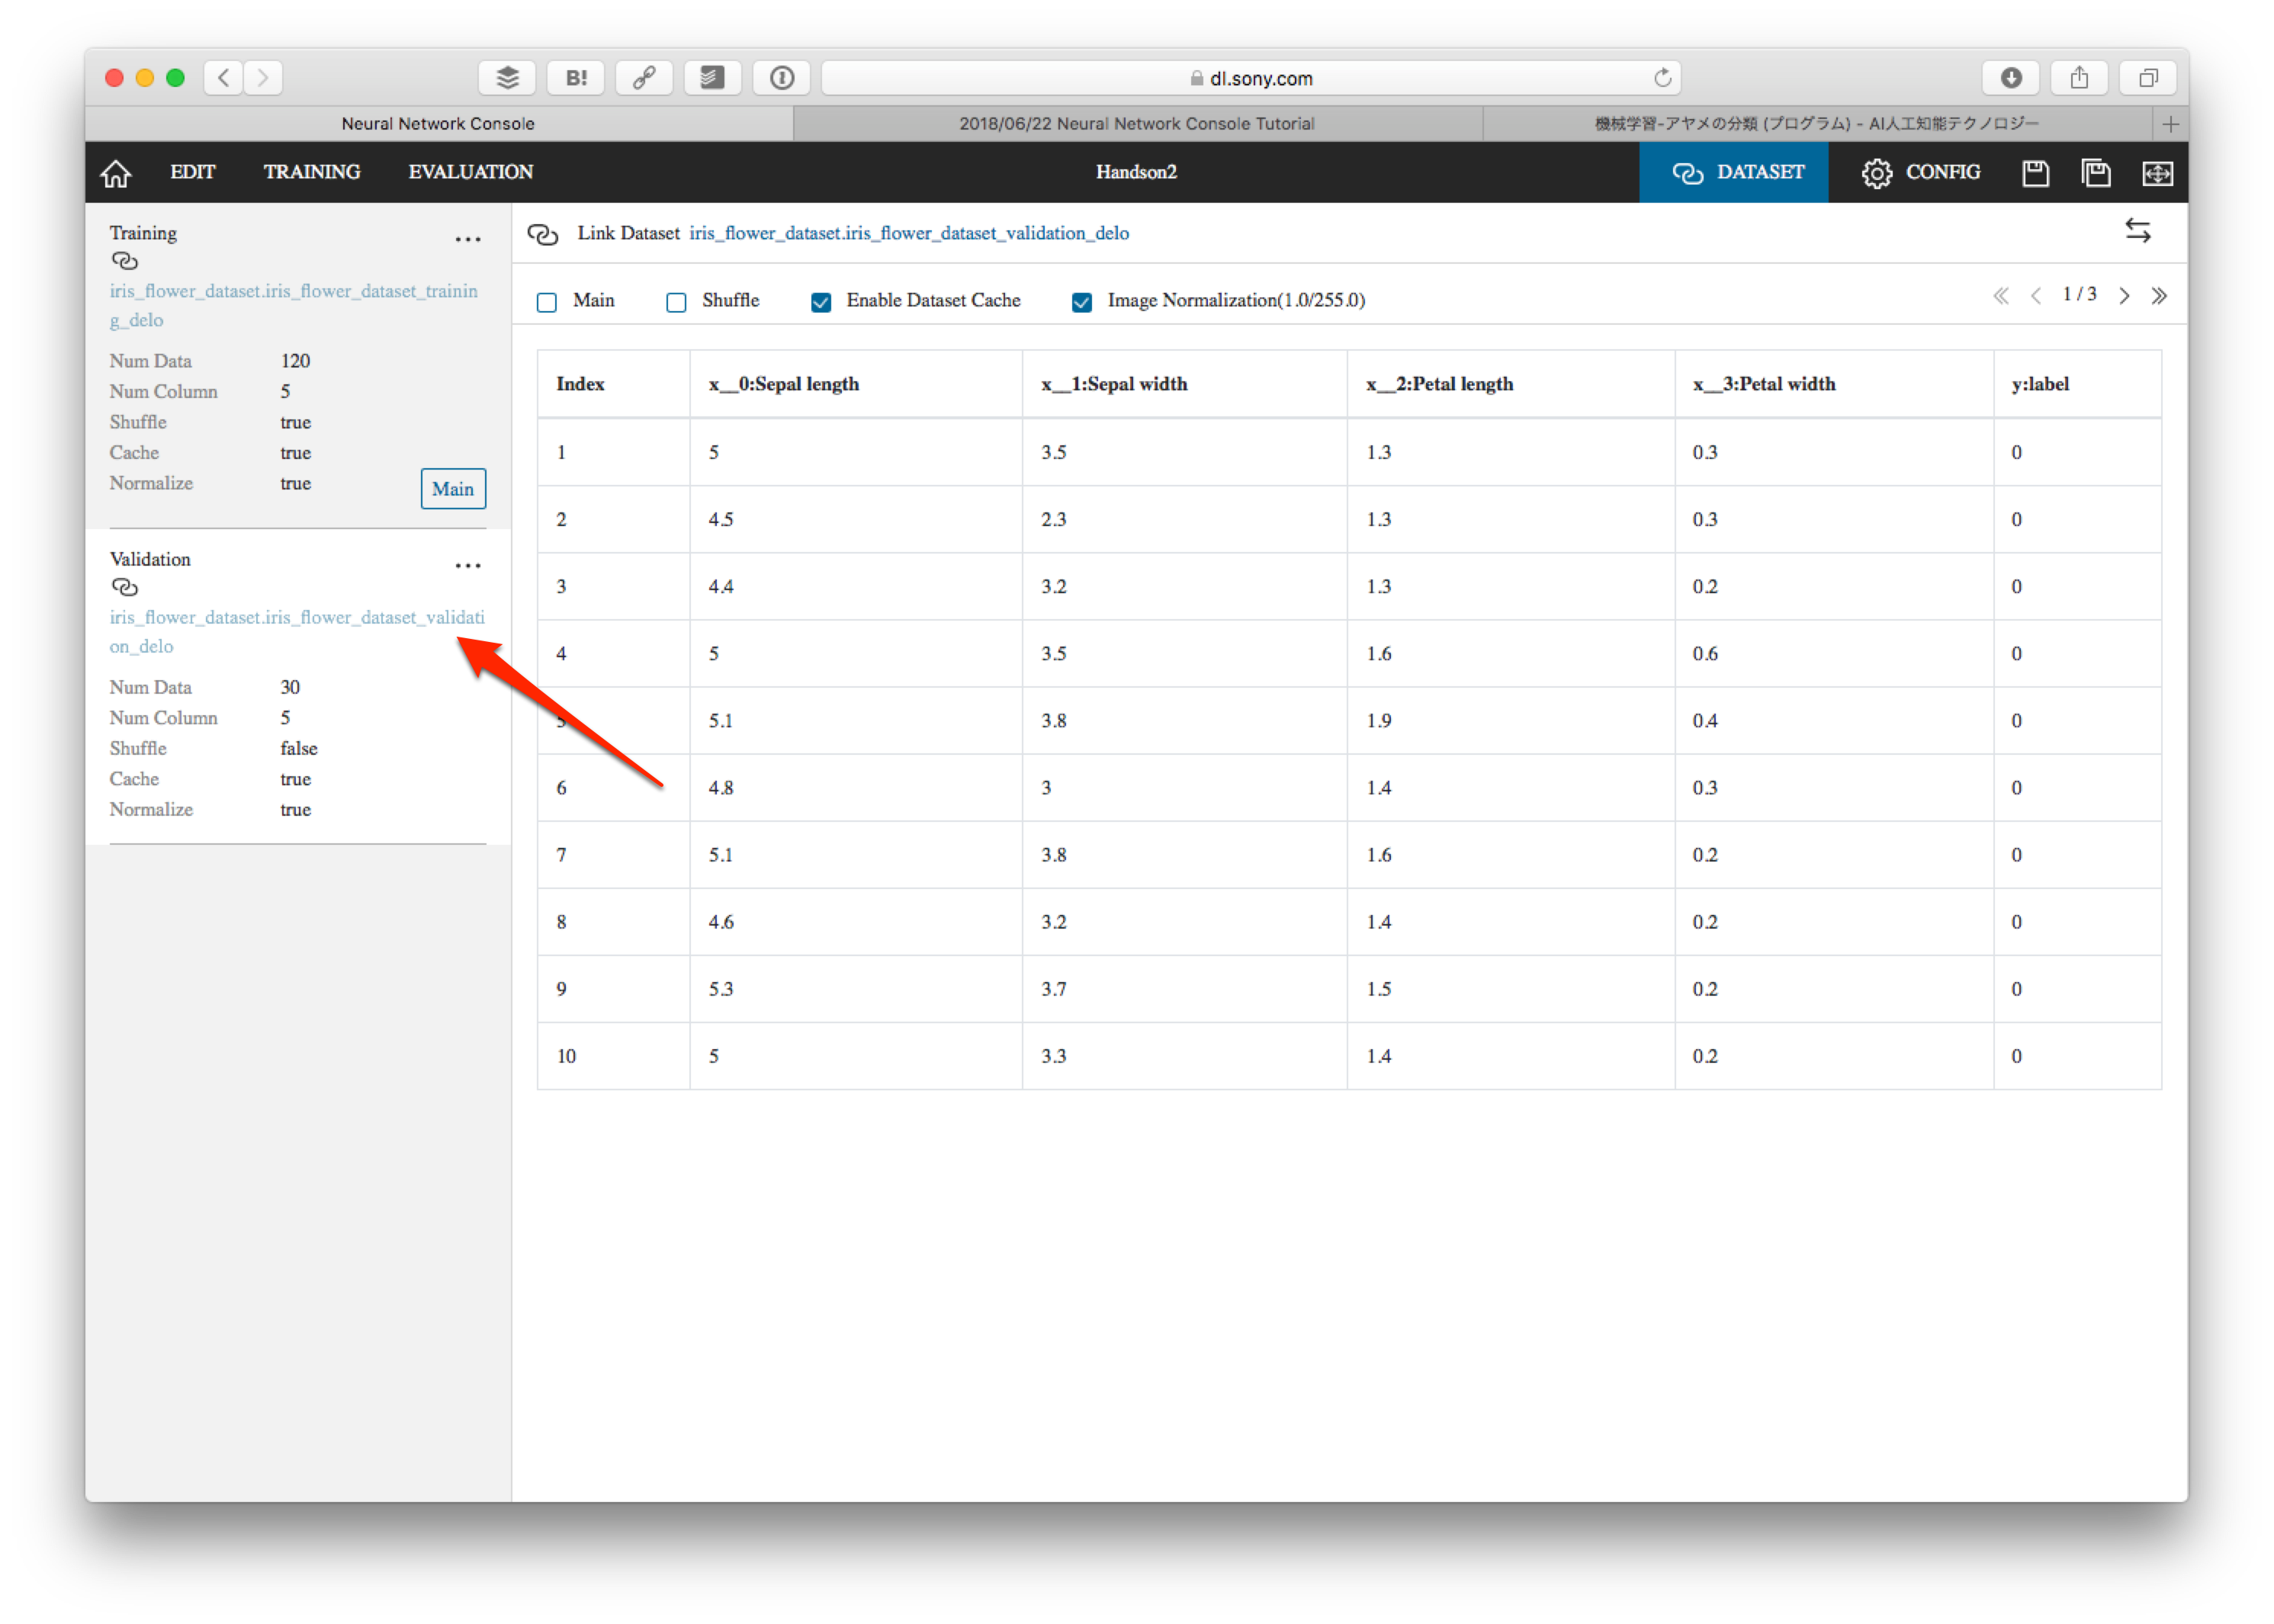 B!
dl.sony.com
Neural Network Console
2018/06/22 Neural Network Console Tutorial
機械学習-アヤメの分類 (プログラム) - AI人工知能テクノロジー
EDIT TRAINING EVALUATION Handson2 DATASET CONFIG
Training
iris_flower_dataset.iris_flower_dataset_trainin
g_delo
Num Data 120
Num Column 5
Shuffle true
Cache true
Normalize true
Main
Validation
iris_flower_dataset.iris_flower_dataset_validati
on_delo
Num Data 30
Num Column 5
Shuffle false
Cache true
Normalize true
Link Dataset iris_flower_dataset.iris_flower_dataset_validation_delo
Main Shuffle Enable Dataset Cache Image Normalization(1.0/255.0) 1 / 3
Index x__0:Sepal length x__1:Sepal width x__2:Petal length x__3:Petal width y:label
1 5 3.5 1.3 0.3 0
2 4.5 2.3 1.3 0.3 0
3 4.4 3.2 1.3 0.2 0
4 5 3.5 1.6 0.6 0
5 5.1 3.8 1.9 0.4 0
6 4.8 3 1.4 0.3 0
7 5.1 3.8 1.6 0.2 0
8 4.6 3.2 1.4 0.2 0
9 5.3 3.7 1.5 0.2 0
10 5 3.3 1.4 0.2 0